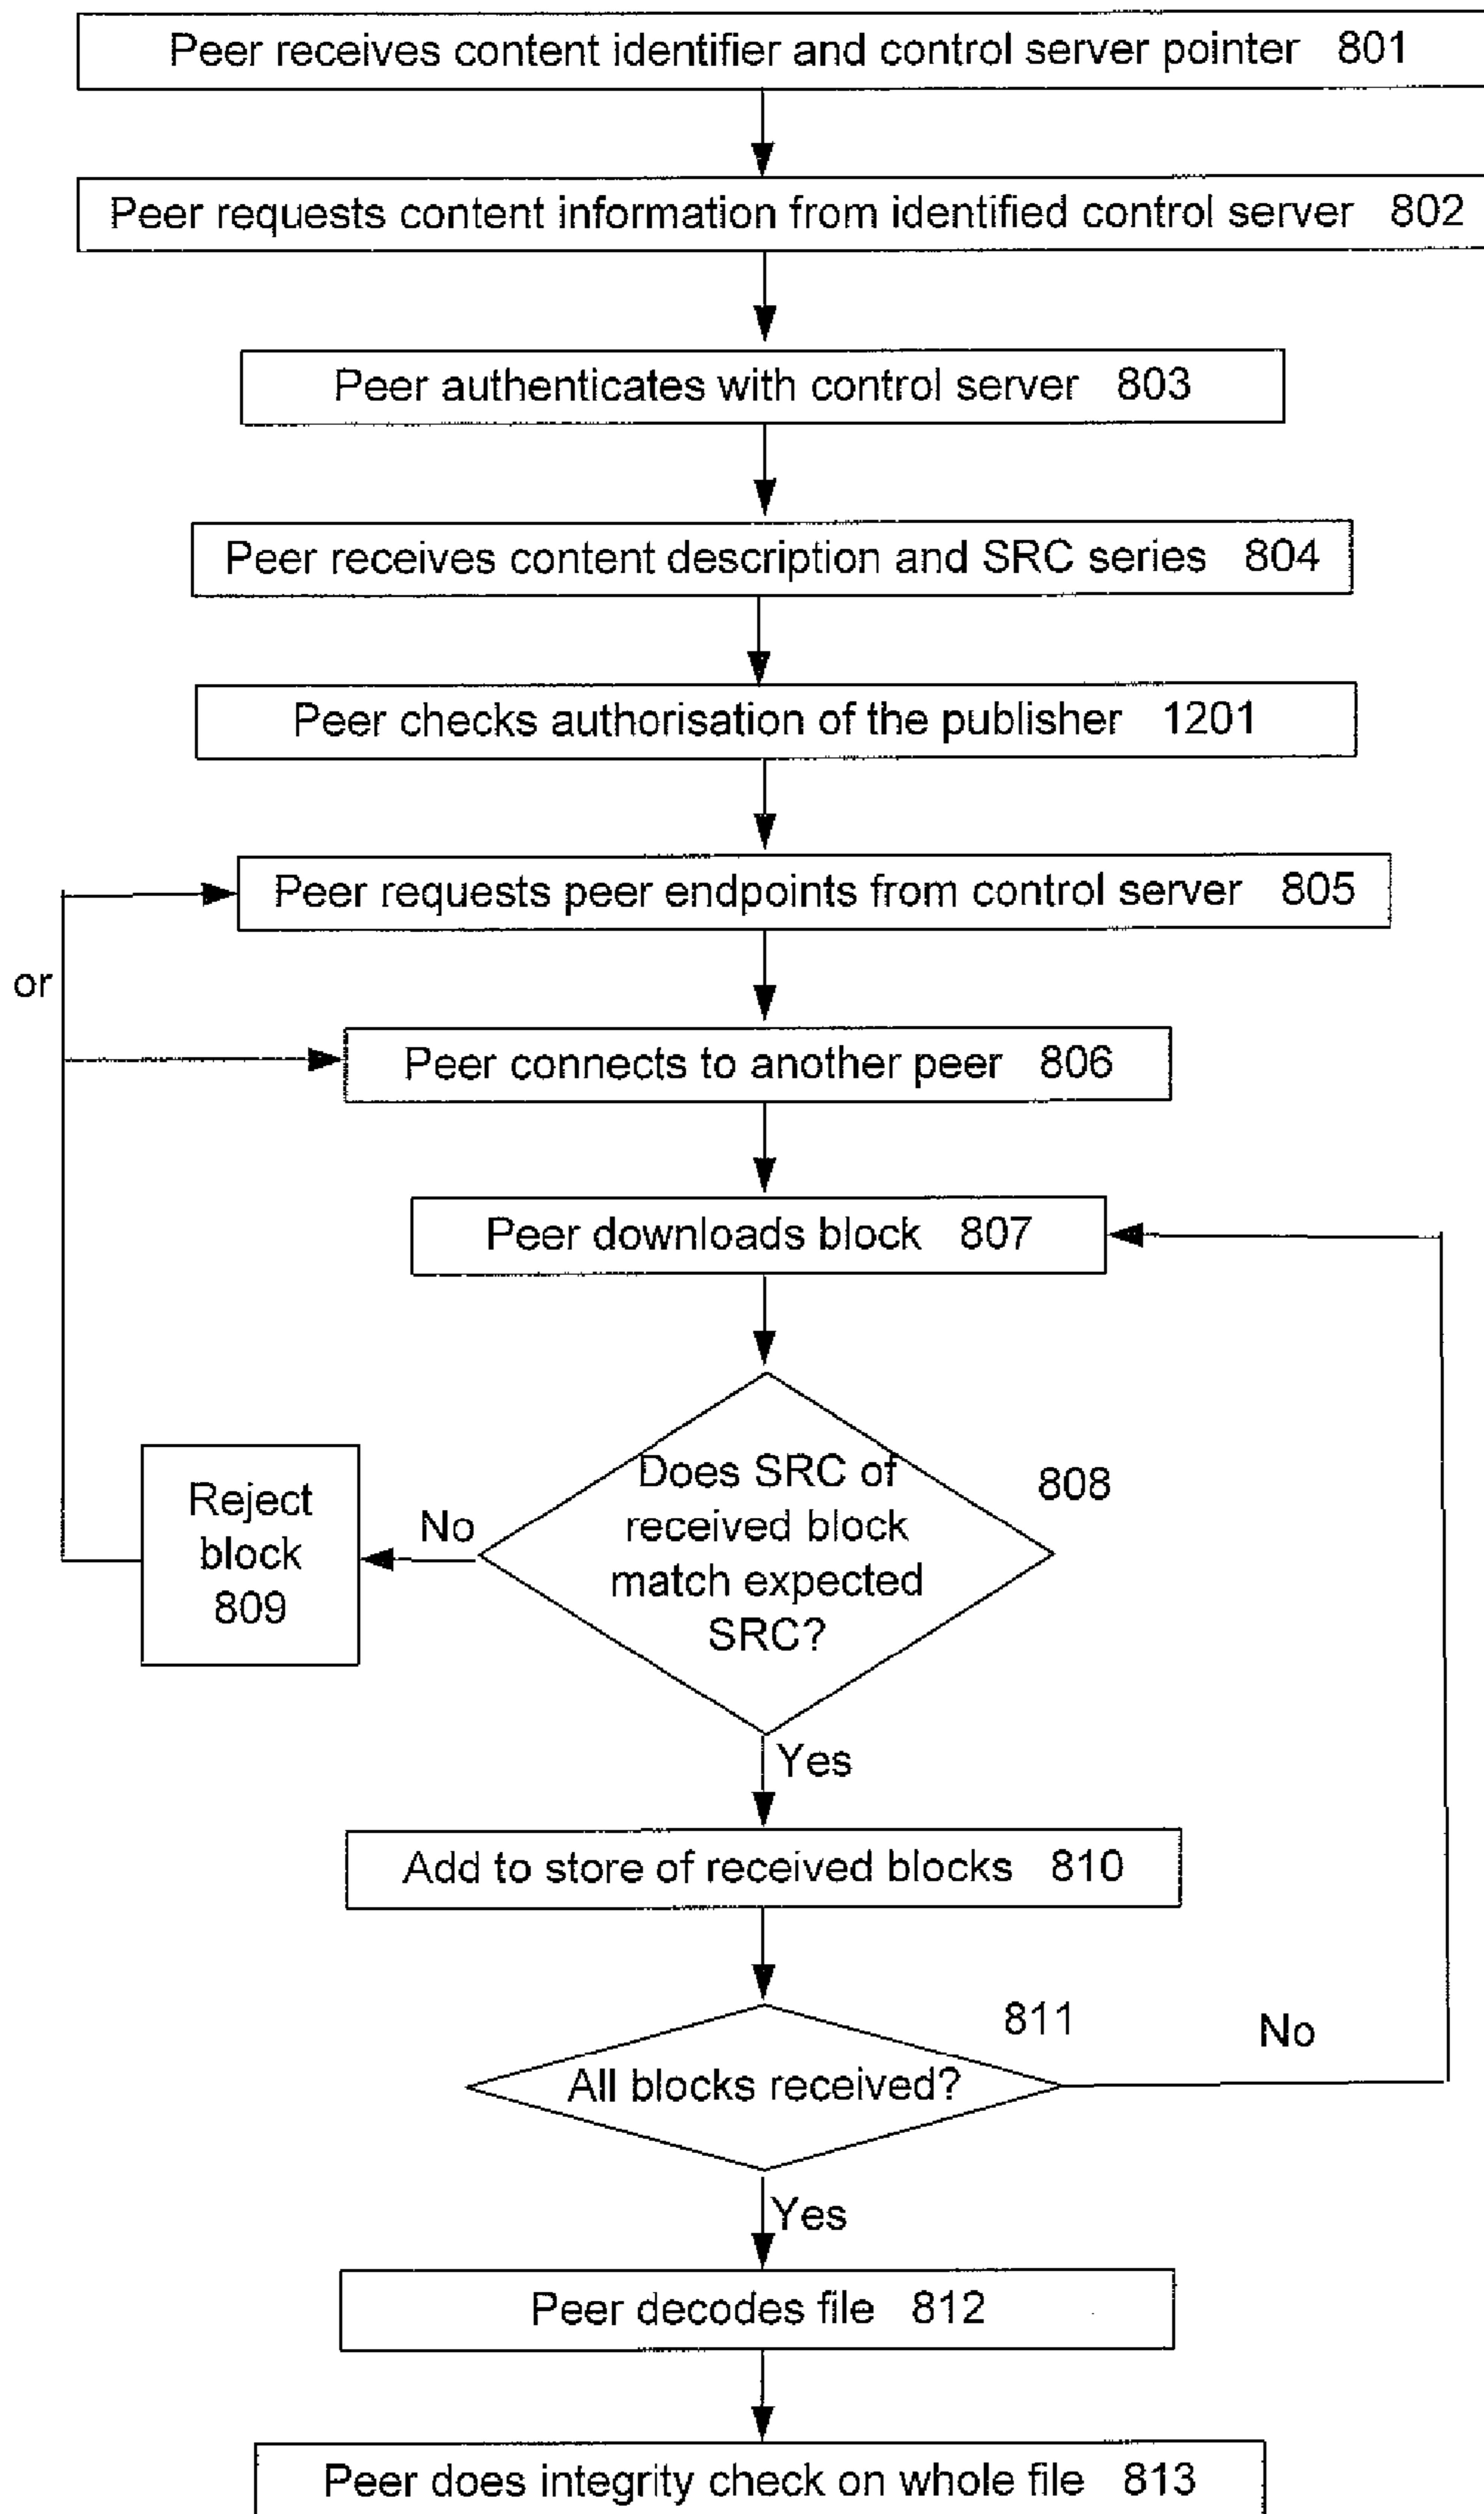 Peer receives content identifier and control server pointer 801
Peer requests content information from identified control server 802
Peer authenticates with control server 803
Peer receives content description and SRC series 804
Peer checks authorisation of the publisher 1201
Peer requests peer endpoints from control server 805
or
Peer connects to another peer 806
Peer downloads block 807
Does SRC of
received block
match expected
SRC?
808
No
Reject
block
809
Yes
Add to store of received blocks 810
All blocks received?
811
No
Yes
Peer decodes file 812
Peer does integrity check on whole file 813